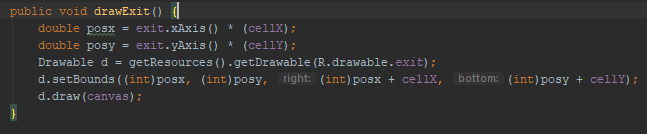 public void drawExit() {
double posx = exit.xAxis() * (cellX);
double posy = exit.yAxis() * (cellY);
Drawable d = getResources().getDrawable(R.drawable.exit);
d.setBounds((int)posx, (int)posy, right: (int)posx + cellX, bottom: (int)posy + cellY);
d.draw(canvas);
}